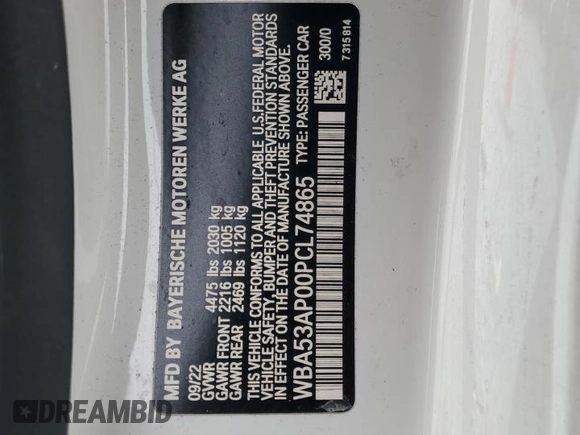 MFD BY BAYERISCHE MOTOREN WERKE AG
09/22
GVWR 4475 lbs 2030 kg
GAWR FRONT 2216 lbs 1005 kg
GAWR REAR 2469 lbs 1120 kg
THIS VEHICLE CONFORMS TO ALL APPLICABLE U.S.FEDERAL MOTOR
VEHICLE SAFETY, BUMPER AND THEFT PREVENTION STANDARDS
IN EFFECT ON THE DATE OF MANUFACTURE SHOWN ABOVE.
WBA53AP00PCL74865 TYPE: PASSENGER CAR
300/0
7315814
DREAMBID